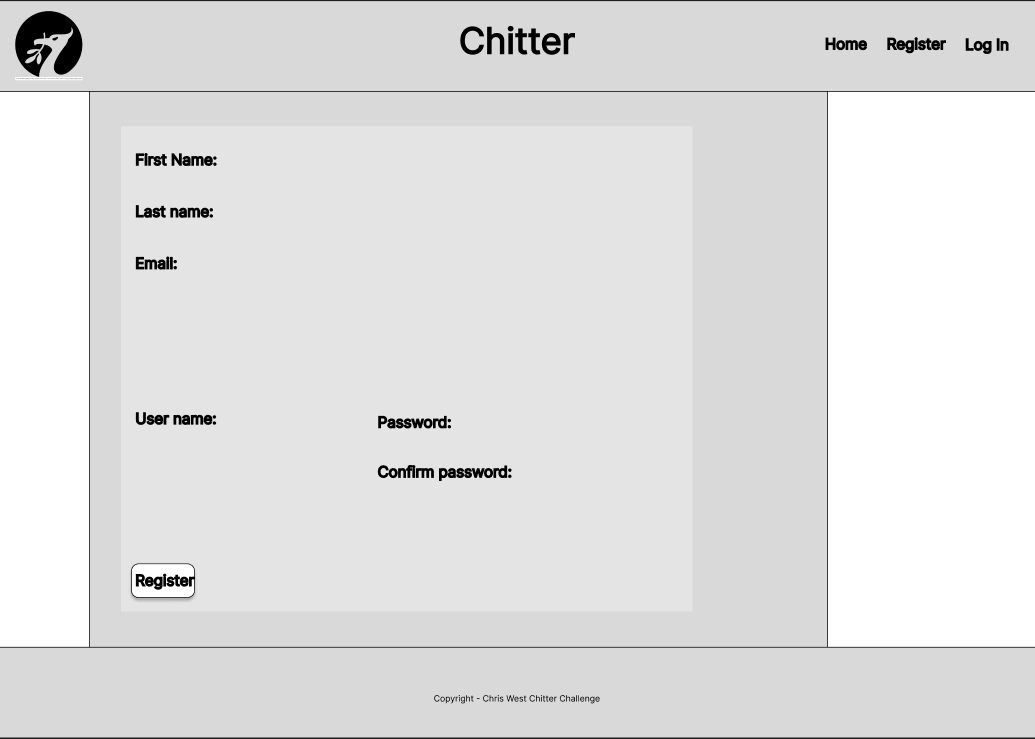 Chitter
Home Register Log In
First Name:
Last name:
Email:
User name:
Password:
Confirm password:
Register
Copyright - Chris West Chitter Challenge